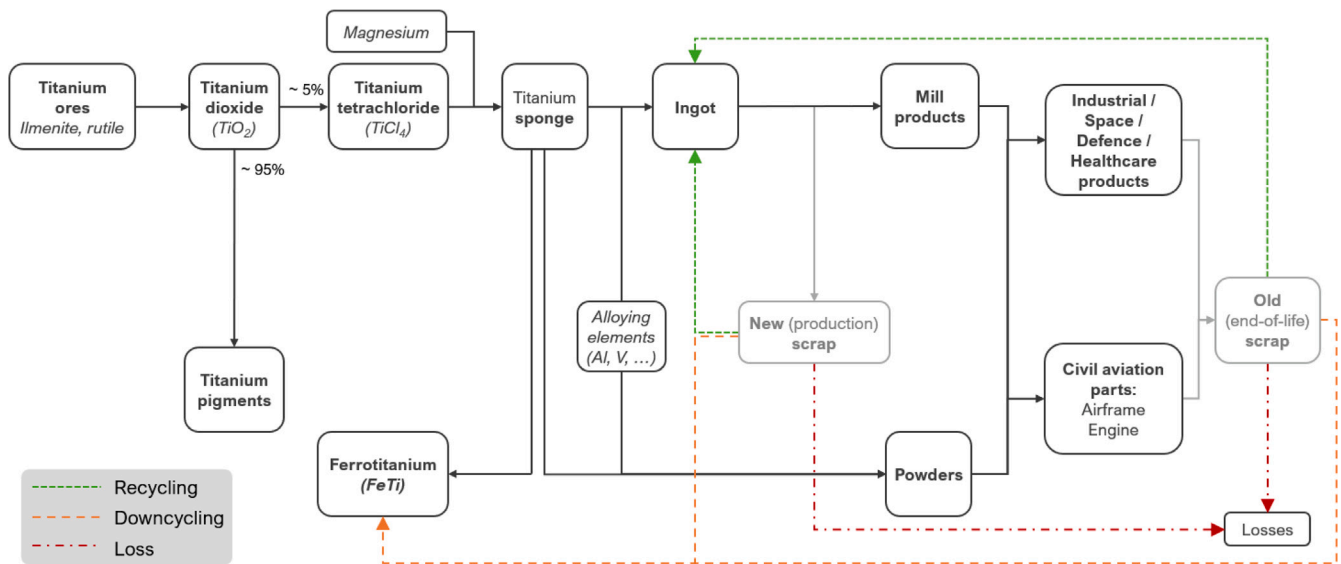 Magnesium
Titanium
ores
Ilmenite, rutile
Titanium
dioxide
(TiO₂)
~ 5%
Titanium
tetrachloride
(TiCl₄)
Titanium
sponge
Ingot
Mill
products
Industrial /
Space /
Defence /
Healthcare
products
~ 95%
Alloying
elements
(Al, V, …)
New (production)
scrap
Old
(end-of-life)
scrap
Titanium
pigments
Civil aviation
parts:
Airframe
Engine
Ferrotitanium
(FeTi)
Powders
Losses
Recycling
Downcycling
Loss